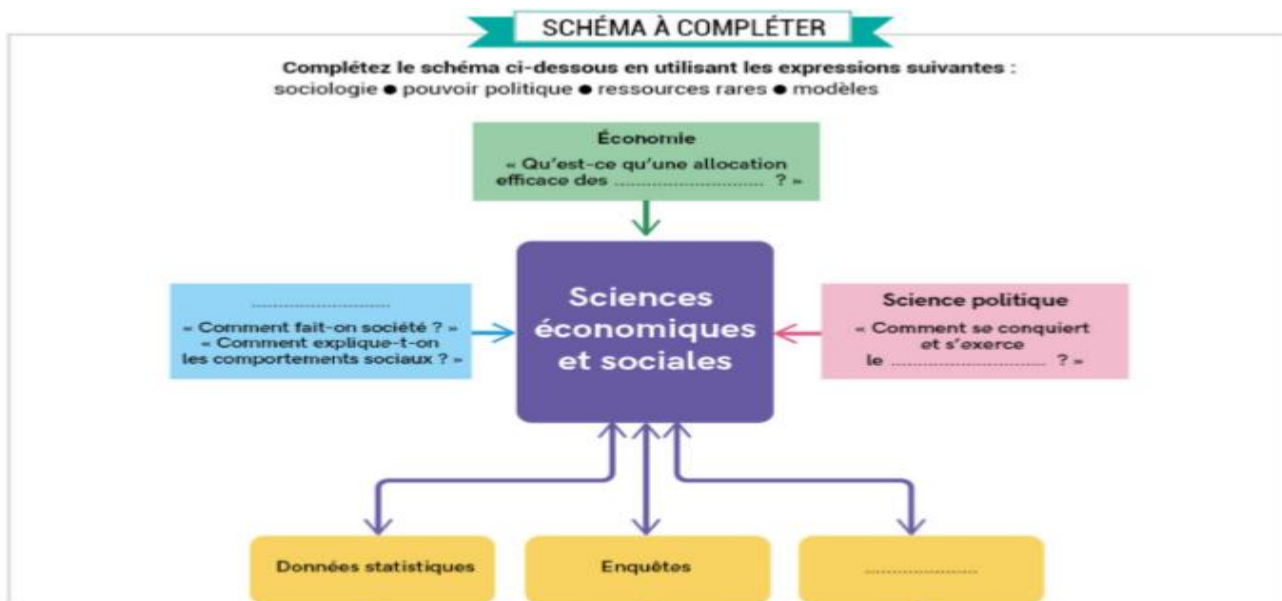 SCHÉMA À COMPLÉTER
Complétez le schéma ci-dessous en utilisant les expressions suivantes :
sociologie ● pouvoir politique ● ressources rares ● modèles
Économie
« Qu'est-ce qu'une allocation
efficace des .............................. ? »
............................
« Comment fait-on société ? »
« Comment explique-t-on
les comportements sociaux ? »
Sciences
économiques
et sociales
Science politique
« Comment se conquiert
et s'exerce
le ................................ ? »
Données statistiques
Enquêtes
.......................